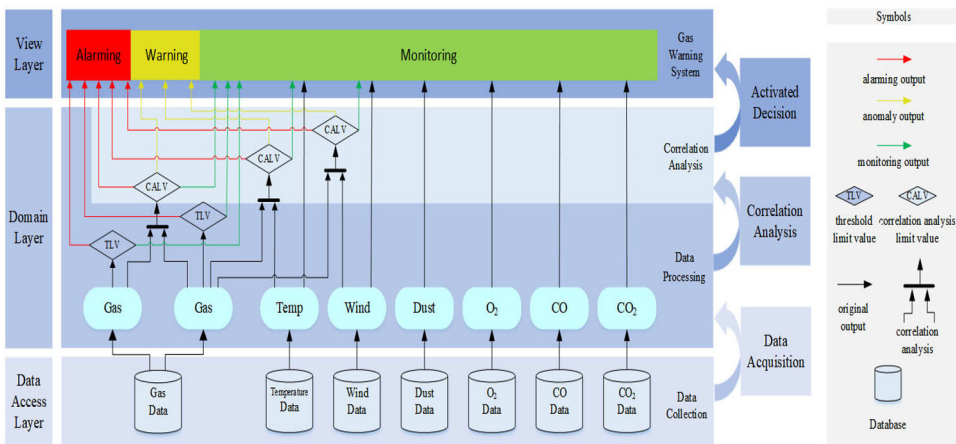 View
Layer
Alarming
Warning
Monitoring
Gas
Warning
System
Activated
Decision
Domain
Layer
CALV
CALV
CALV
TLV
TLV
Correlation
Analysis
Correlation
Analysis
Data
Processing
Gas
Gas
Temp
Wind
Dust
O2
CO
CO2
Data
Acquisition
Data
Access
Layer
Gas
Data
Temperature
Data
Wind
Data
Dust
Data
O2
Data
CO
Data
CO2
Data
Data
Collection
Symbols
alarming output
anomaly output
monitoring output
TLV
CALV
threshold
limit value
correlation analysis
limit value
original
output
correlation
analysis
Database